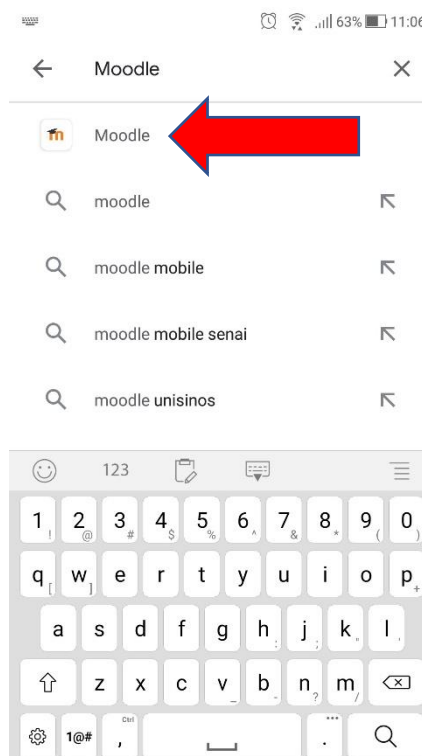 63% 11:06
Moodle
Moodle
moodle
moodle mobile
moodle mobile senai
moodle unisinos
123
1 ! 2 @ 3 # 4 $ 5 % 6 ^ 7 & 8 * 9 ( 0 )
q [ w ] e r t y u i o p +
a s d f g h : j ; k " l '
z x c v _ b - n ? m /
1@# Ctrl , .